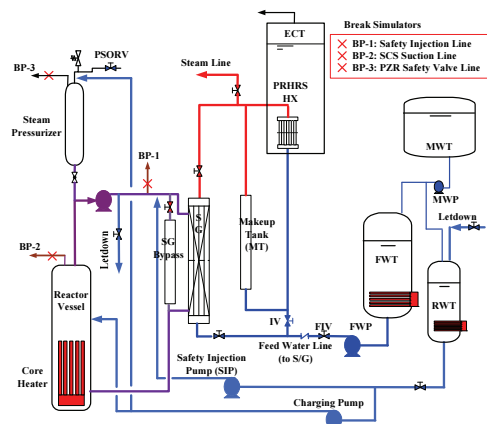 Break Simulators
BP-1: Safety Injection Line
BP-2: SCS Suction Line
BP-3: PZR Safety Valve Line
ECT
PSORV
BP-3
Steam Line
PRHRS
HX
Steam
Pressurizer
MWT
BP-1
MWP
Letdown
S
G
Makeup
Tank
(MT)
SG
Bypass
Letdown
BP-2
FWT
RWT
Reactor
Vessel
IV
FIV
FWP
Feed Water Line
(to S/G)
Core
Heater
Safety Injection
Pump (SIP)
Charging Pump